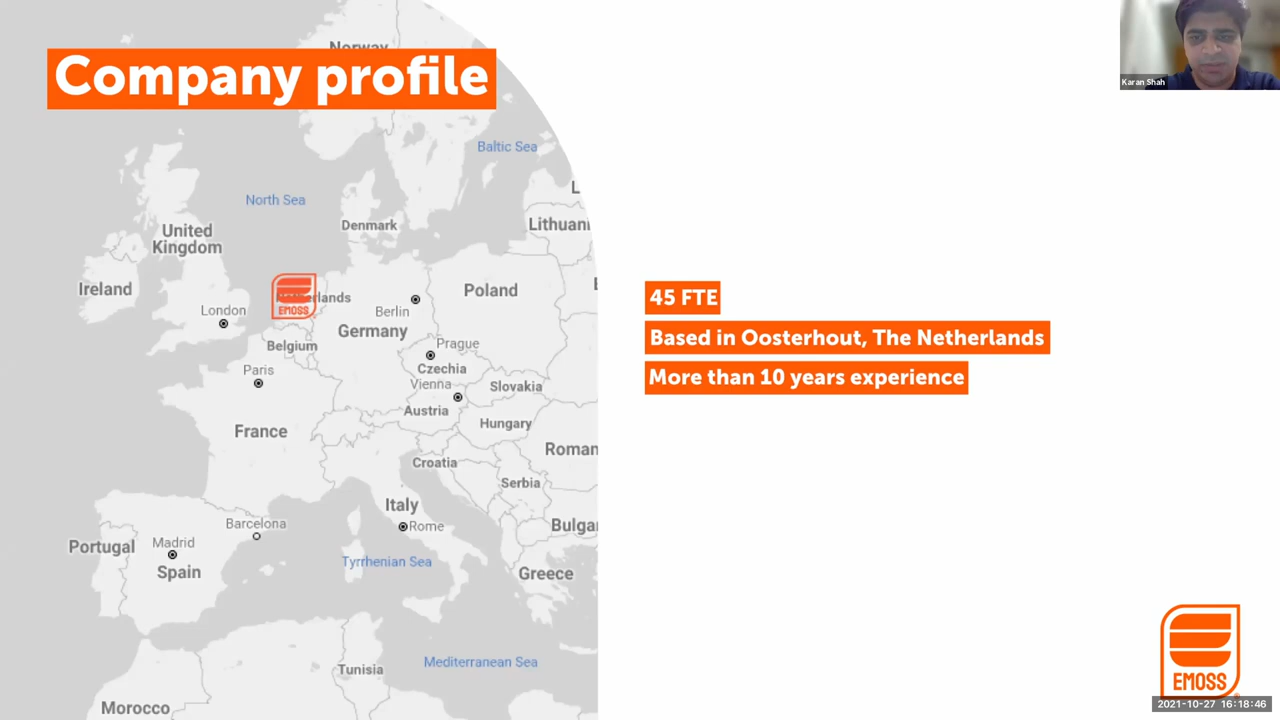 Company profile
Karan Shah
Norway
Baltic Sea
North Sea
L
Denmark
Lithuani
United
Kingdom
Ireland
Netherlands
EMOSS
Poland
E
London
Berlin
Germany
Belgium
Prague
Czechia
Paris
Vienna
Slovakia
Austria
France
Hungary
Croatia
Roman
Serbia
Italy
Barcelona
Rome
Bulgar
Portugal
Madrid
Spain
Tyrrhenian Sea
Greece
Tunisia
Mediterranean Sea
Morocco
45 FTE
Based in Oosterhout, The Netherlands
More than 10 years experience
EMOSS
2021-10-27 16:18:46